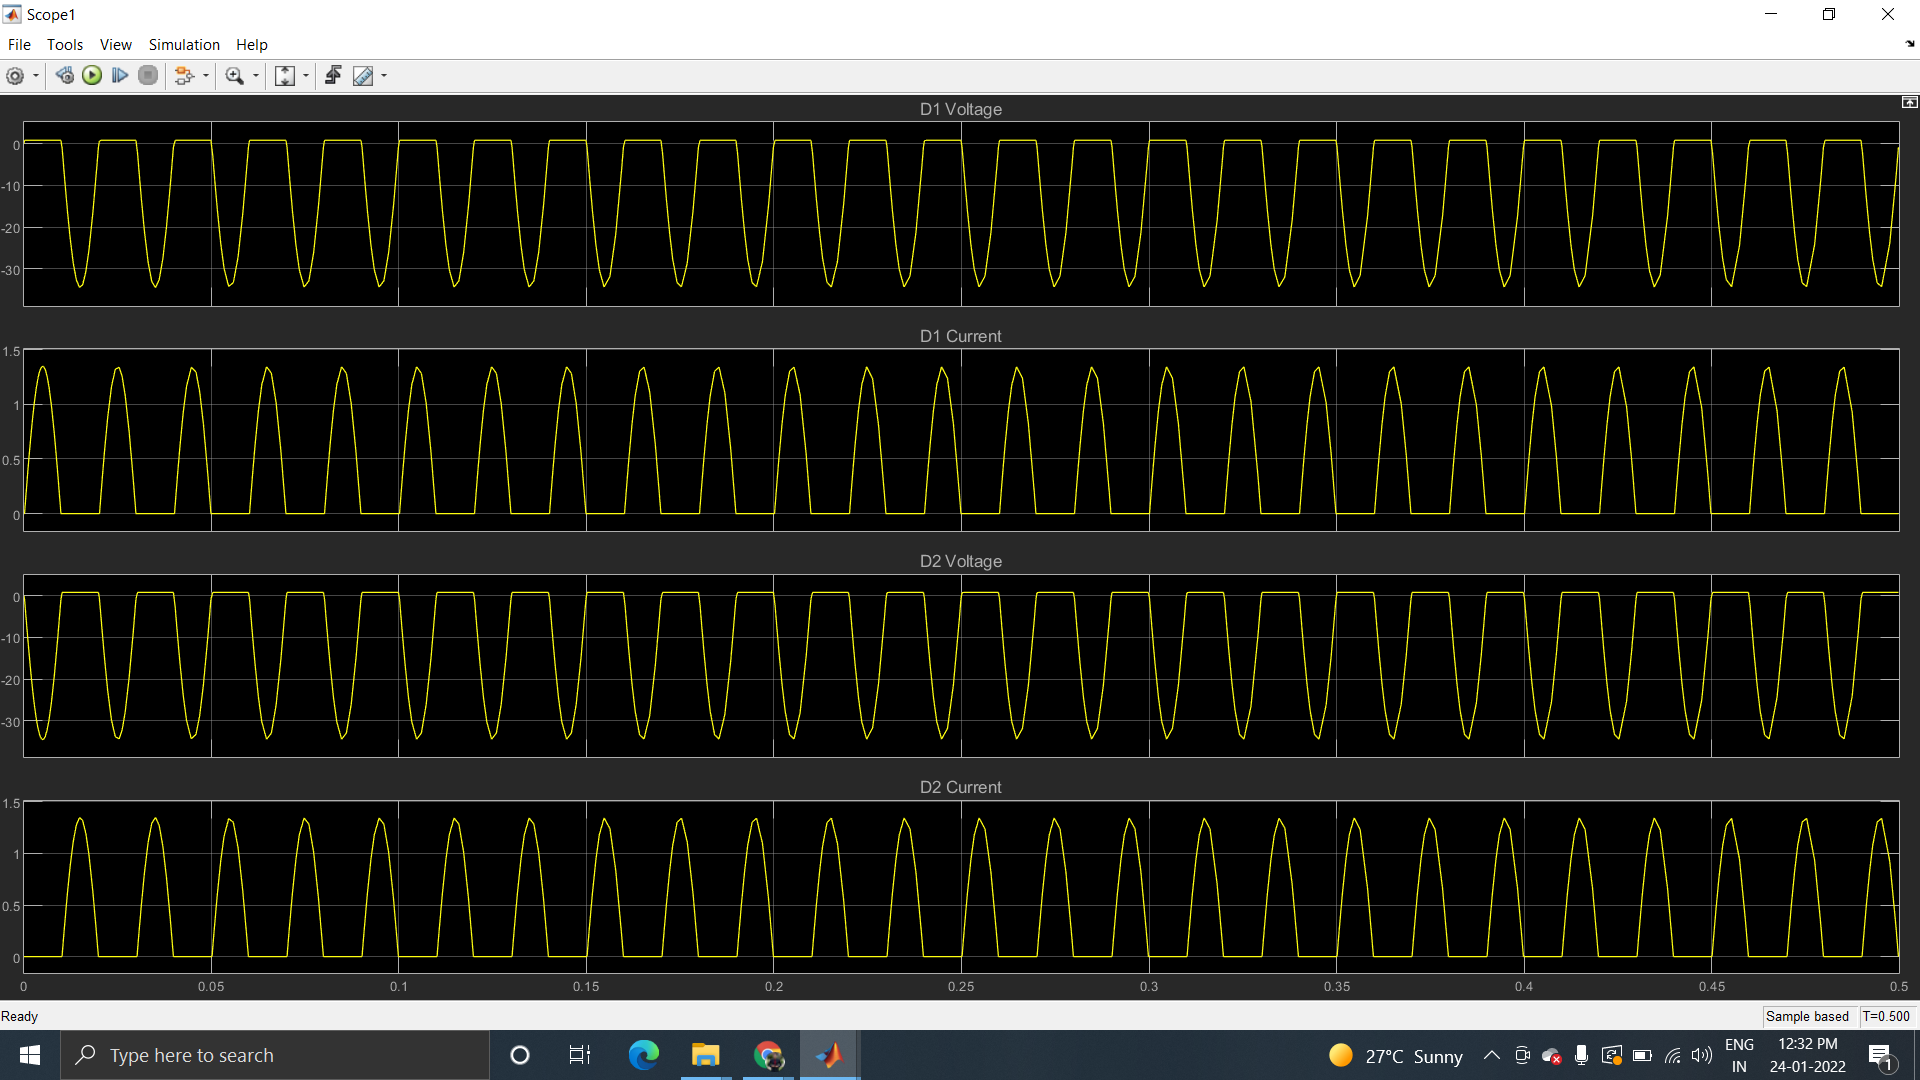 Scope1
File Tools View Simulation Help
D1 Voltage
0
-10
-20
-30
D1 Current
1.5
1
0.5
0
D2 Voltage
0
-10
-20
-30
D2 Current
1.5
1
0.5
0
0 0.05 0.1 0.15 0.2 0.25 0.3 0.35 0.4 0.45 0.5
Ready Sample based T=0.500
Type here to search 27°C Sunny ENG 12:32 PM
IN 24-01-2022 1